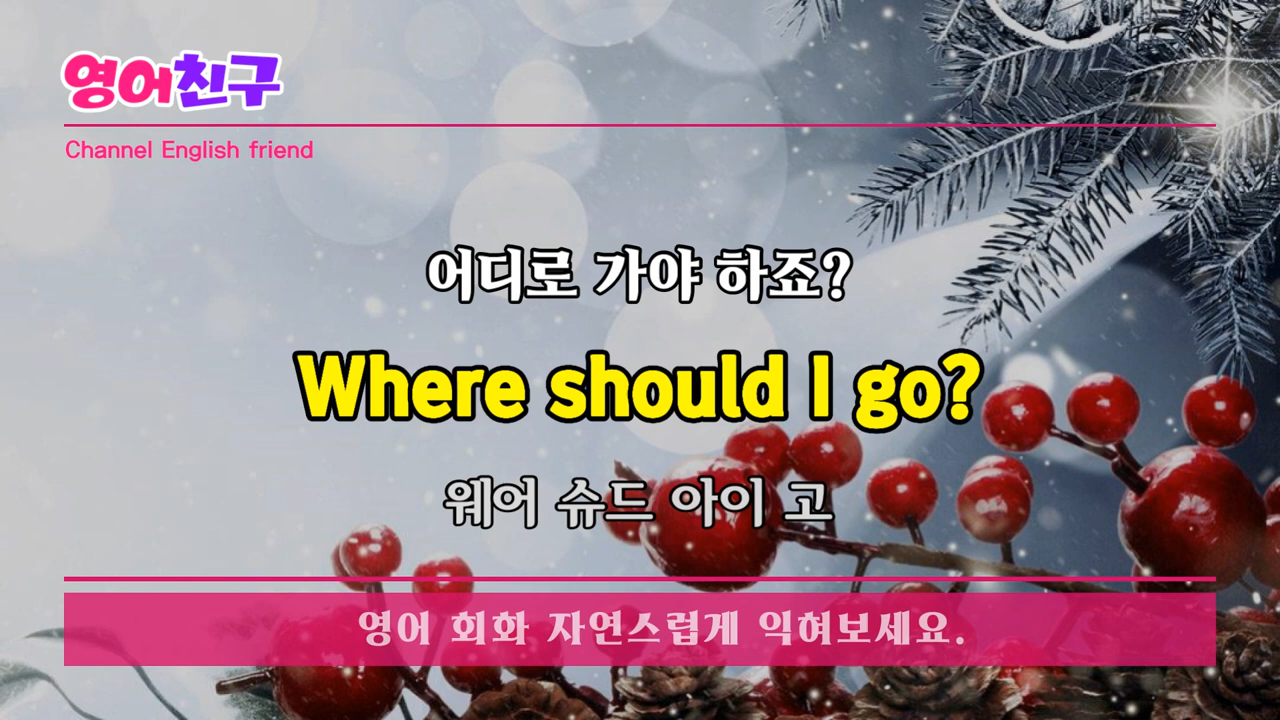 영어친구
Channel English friend
어디로 가야 하죠?
Where should I go?
웨어 슈드 아이 고
영어 회화 자연스럽게 익혀보세요.